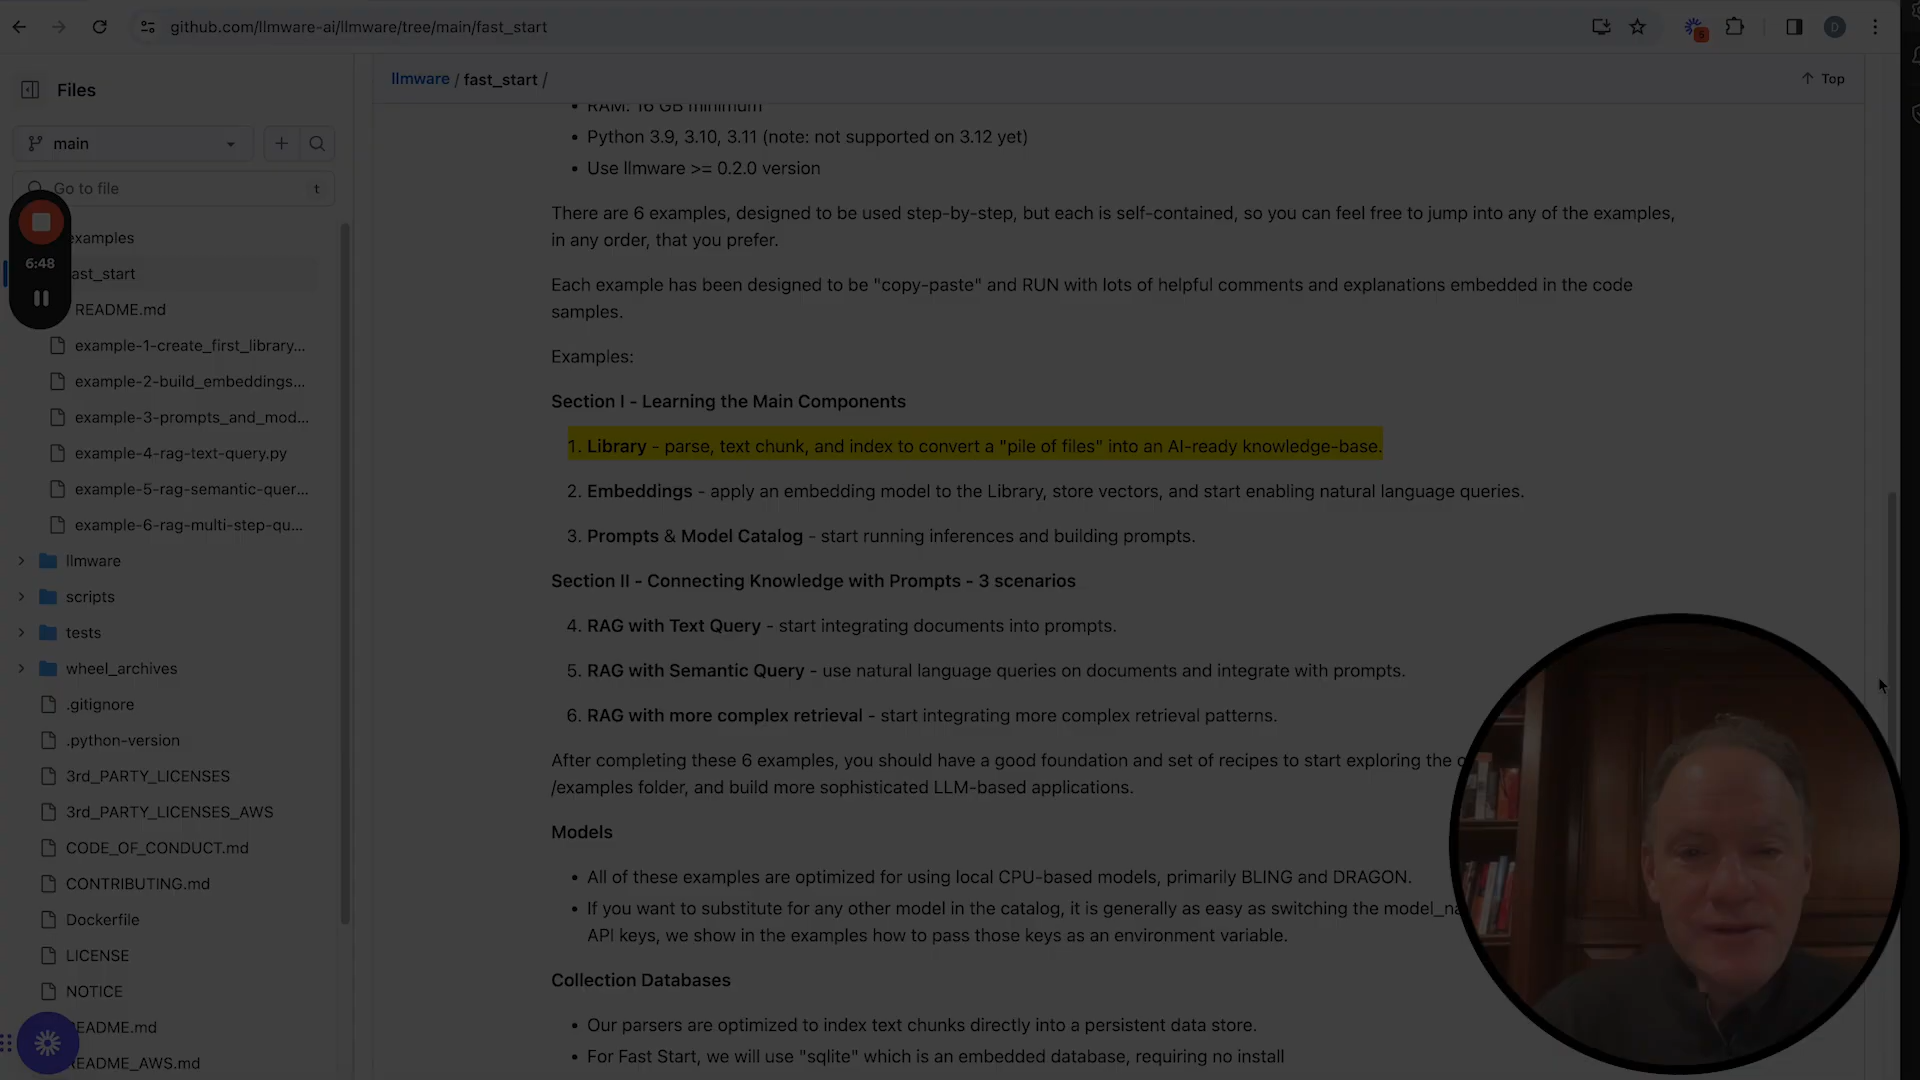 github.com/llmware-ai/llmware/tree/main/fast_start
5
D
Files
main
Go to file
t
6:48
examples
fast_start
README.md
example-1-create_first_library...
example-2-build_embeddings...
example-3-prompts_and_mod...
example-4-rag-text-query.py
example-5-rag-semantic-quer...
example-6-rag-multi-step-qu...
llmware
scripts
tests
wheel_archives
.gitignore
.python-version
3rd_PARTY_LICENSES
3rd_PARTY_LICENSES_AWS
CODE_OF_CONDUCT.md
CONTRIBUTING.md
Dockerfile
LICENSE
NOTICE
README.md
README_AWS.md
llmware / fast_start /
Top
RAM: 16 GB minimum
Python 3.9, 3.10, 3.11 (note: not supported on 3.12 yet)
Use llmware >= 0.2.0 version
There are 6 examples, designed to be used step-by-step, but each is self-contained, so you can feel free to jump into any of the examples,
in any order, that you prefer.
Each example has been designed to be "copy-paste" and RUN with lots of helpful comments and explanations embedded in the code
samples.
Examples:
Section I - Learning the Main Components
1. Library - parse, text chunk, and index to convert a "pile of files" into an AI-ready knowledge-base.
2. Embeddings - apply an embedding model to the Library, store vectors, and start enabling natural language queries.
3. Prompts & Model Catalog - start running inferences and building prompts.
Section II - Connecting Knowledge with Prompts - 3 scenarios
4. RAG with Text Query - start integrating documents into prompts.
5. RAG with Semantic Query - use natural language queries on documents and integrate with prompts.
6. RAG with more complex retrieval - start integrating more complex retrieval patterns.
After completing these 6 examples, you should have a good foundation and set of recipes to start exploring the
/examples folder, and build more sophisticated LLM-based applications.
Models
All of these examples are optimized for using local CPU-based models, primarily BLING and DRAGON.
If you want to substitute for any other model in the catalog, it is generally as easy as switching the model_na
API keys, we show in the examples how to pass those keys as an environment variable.
Collection Databases
Our parsers are optimized to index text chunks directly into a persistent data store.
For Fast Start, we will use "sqlite" which is an embedded database, requiring no install